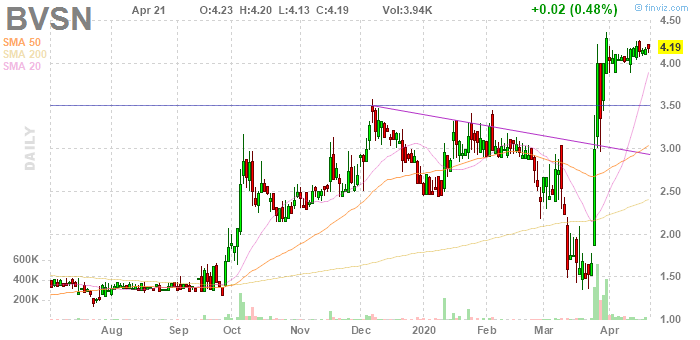 BVSN Apr 21 O:4.23 H:4.20 L:4.13 C:4.19 Vol:3.94K +0.02 (0.48%) © finviz.com
SMA 50
SMA 200
SMA 20
DAILY
4.50
4.19
4.00
3.50
3.00
2.50
2.00
1.50
1.00
600K
400K
200K
Aug Sep Oct Nov Dec 2020 Feb Mar Apr